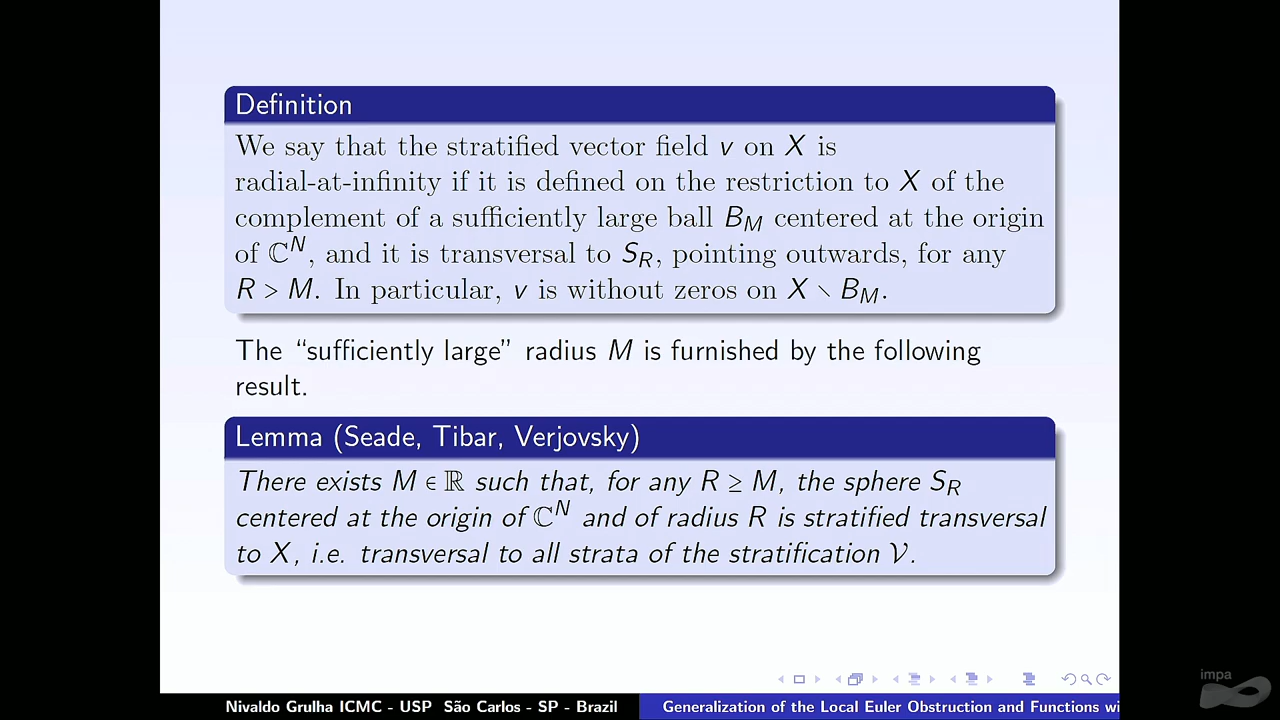 Definition
We say that the stratified vector field v on X is
radial-at-infinity if it is defined on the restriction to X of the
complement of a sufficiently large ball B_M centered at the origin
of ℂ^N, and it is transversal to S_R, pointing outwards, for any
R > M. In particular, v is without zeros on X ∖ B_M.
The “sufficiently large” radius M is furnished by the following
result.
Lemma (Seade, Tibar, Verjovsky)
There exists M ∈ ℝ such that, for any R ≥ M, the sphere S_R
centered at the origin of ℂ^N and of radius R is stratified transversal
to X, i.e. transversal to all strata of the stratification 𝒱.
impa
Nivaldo Grulha ICMC - USP São Carlos - SP - Brazil
Generalization of the Local Euler Obstruction and Functions wi